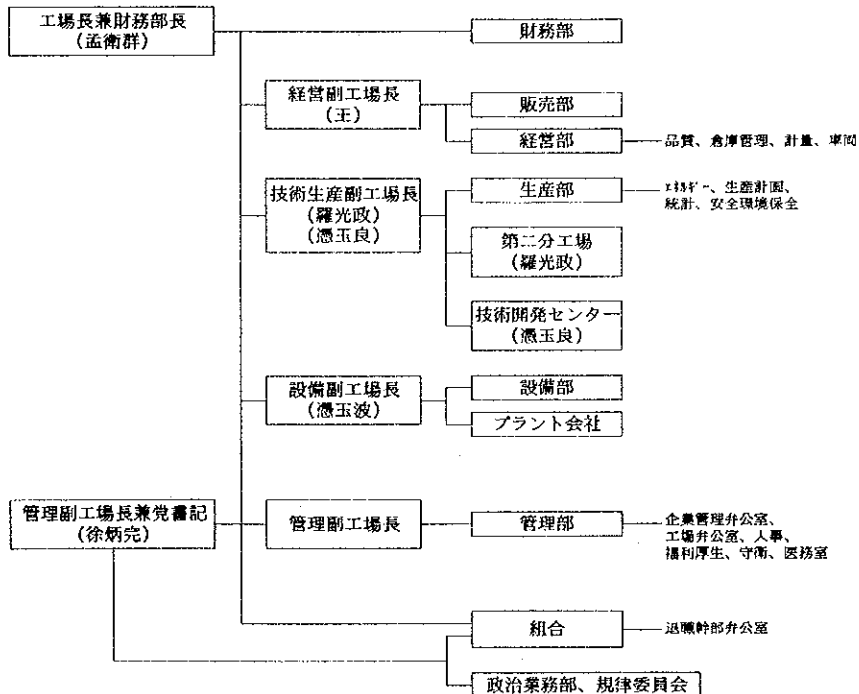 工場長兼財務部長
(孟衛群)
財務部
経営副工場長
(王)
販売部
経営部
品質、倉庫管理、計量、車両
技術生産副工場長
(羅光政)
(憑玉良)
生産部
エネルギー、生産計画、
統計、安全環境保全
第二分工場
(羅光政)
技術開発センター
(憑玉良)
設備副工場長
(憑玉波)
設備部
プラント会社
管理副工場長兼党書記
(徐炳完)
管理副工場長
管理部
企業管理弁公室、
工場弁公室、人事、
福利厚生、守衛、医務室
組合
退職幹部弁公室
政治業務部、規律委員会